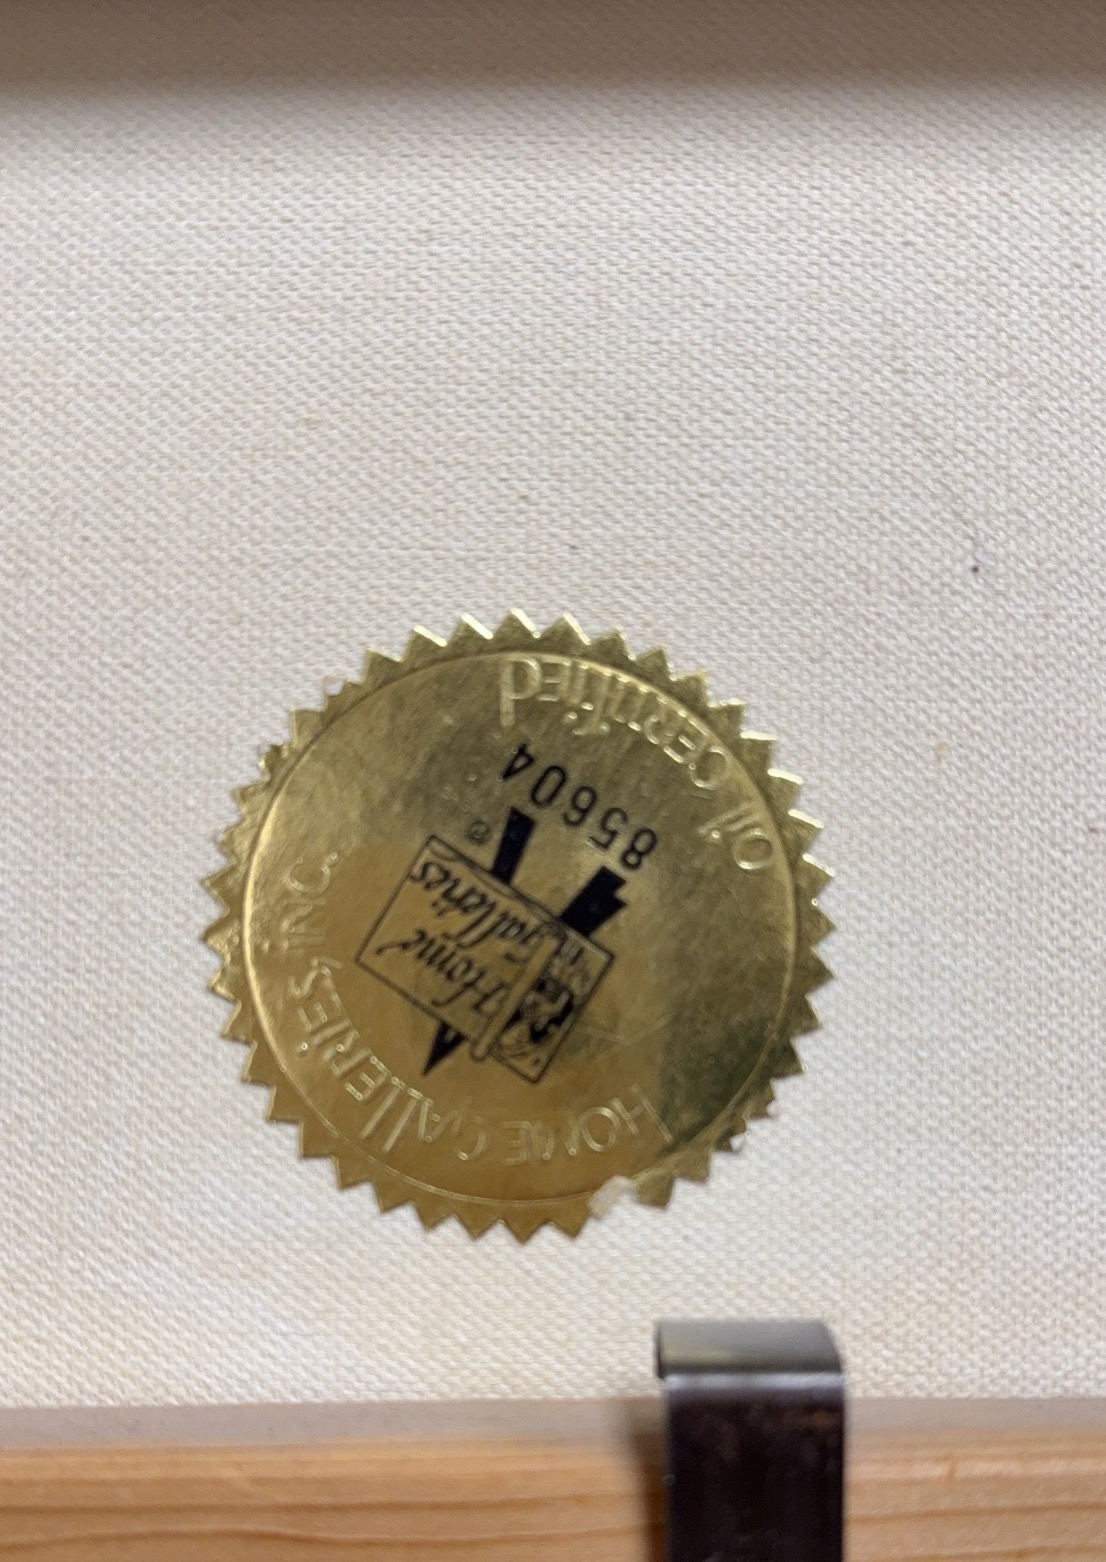 HOME GALLERIES, INC.
Home
Galleries
®
85604
Oil CERTIFIED